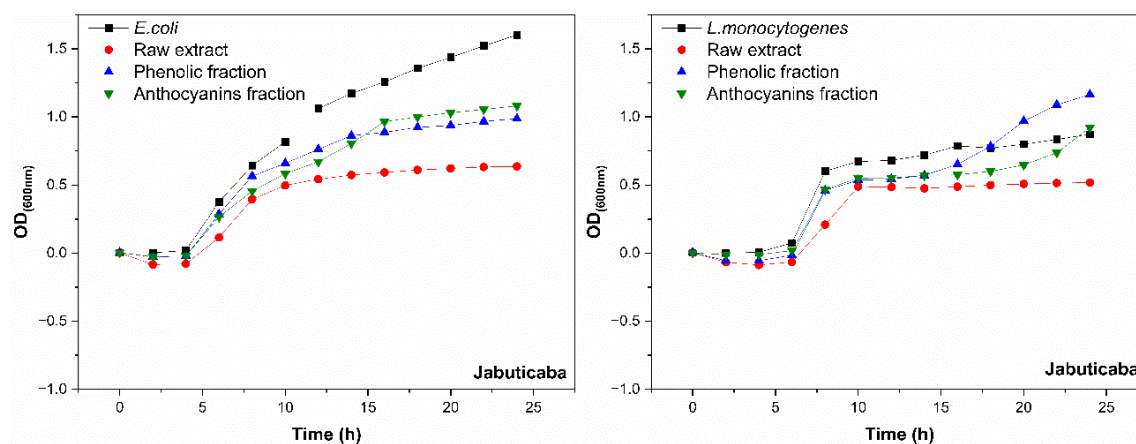 E.coli
Raw extract
Phenolic fraction
Anthocyanins fraction
1.5
1.0
0.5
0.0
−0.5
−1.0
OD(600nm)
Jabuticaba
0 5 10 15 20 25
Time (h)
L.monocytogenes
Raw extract
Phenolic fraction
Anthocyanins fraction
1.5
1.0
0.5
0.0
−0.5
−1.0
OD(600nm)
Jabuticaba
0 5 10 15 20 25
Time (h)